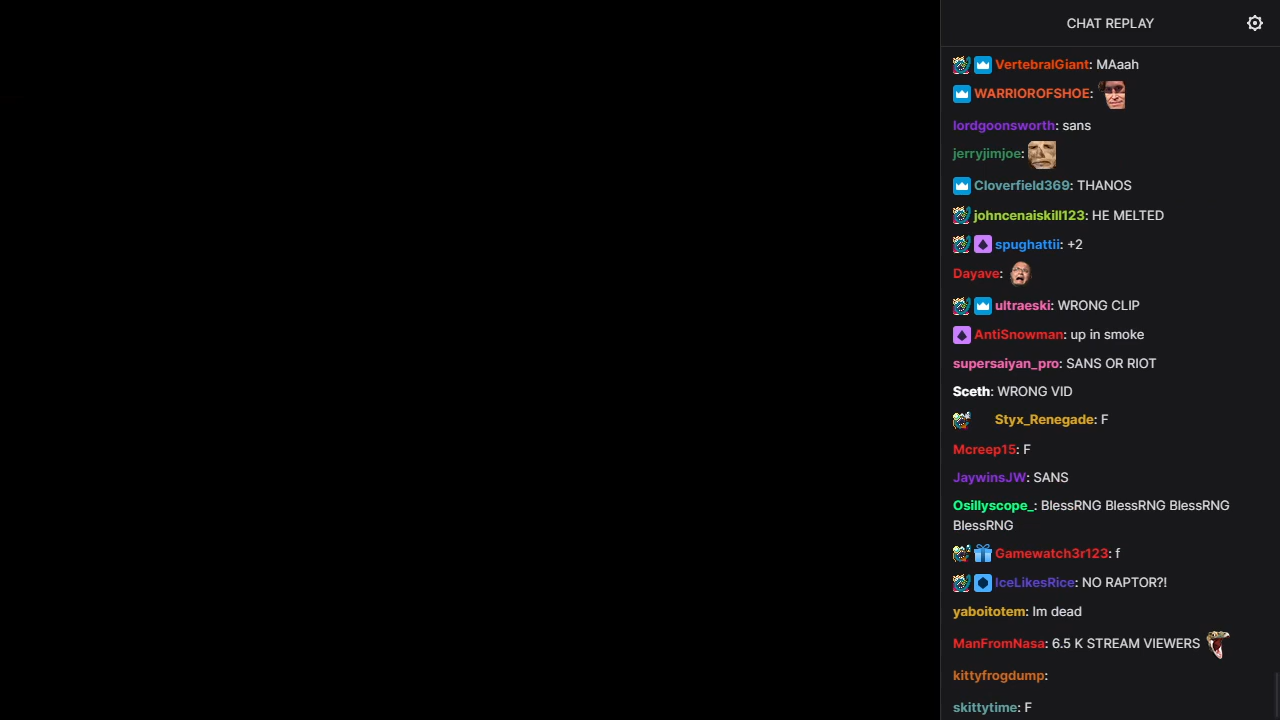 CHAT REPLAY
VertebralGiant: MAaah
WARRIOROFSHOE:
lordgoonsworth: sans
jerryjimjoe:
Cloverfield369: THANOS
johncenaiskill123: HE MELTED
spughattii: +2
Dayave:
ultraeski: WRONG CLIP
AntiSnowman: up in smoke
supersaiyan_pro: SANS OR RIOT
Sceth: WRONG VID
Styx_Renegade: F
Mcreep15: F
JaywinsJW: SANS
Osillyscope_: BlessRNG BlessRNG BlessRNG
BlessRNG
Gamewatch3r123: f
IceLikesRice: NO RAPTOR?!
yaboitotem: Im dead
ManFromNasa: 6.5 K STREAM VIEWERS
kittyfrogdump:
skittytime: F